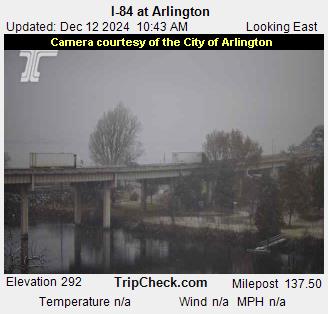 I-84 at Arlington
Updated: Dec 12 2024 10:43 AM Looking East
Camera courtesy of the City of Arlington
Elevation 292 TripCheck.com Milepost 137.50
Temperature n/a Wind n/a MPH n/a